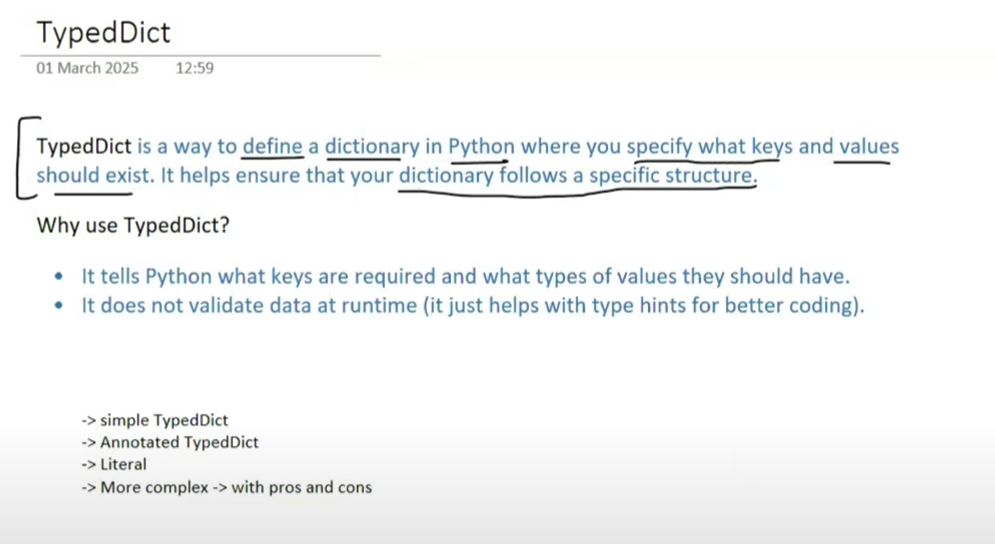 TypedDict
01 March 2025 12:59
TypedDict is a way to define a dictionary in Python where you specify what keys and values
should exist. It helps ensure that your dictionary follows a specific structure.
Why use TypedDict?
• It tells Python what keys are required and what types of values they should have.
• It does not validate data at runtime (it just helps with type hints for better coding).
-> simple TypedDict
-> Annotated TypedDict
-> Literal
-> More complex -> with pros and cons